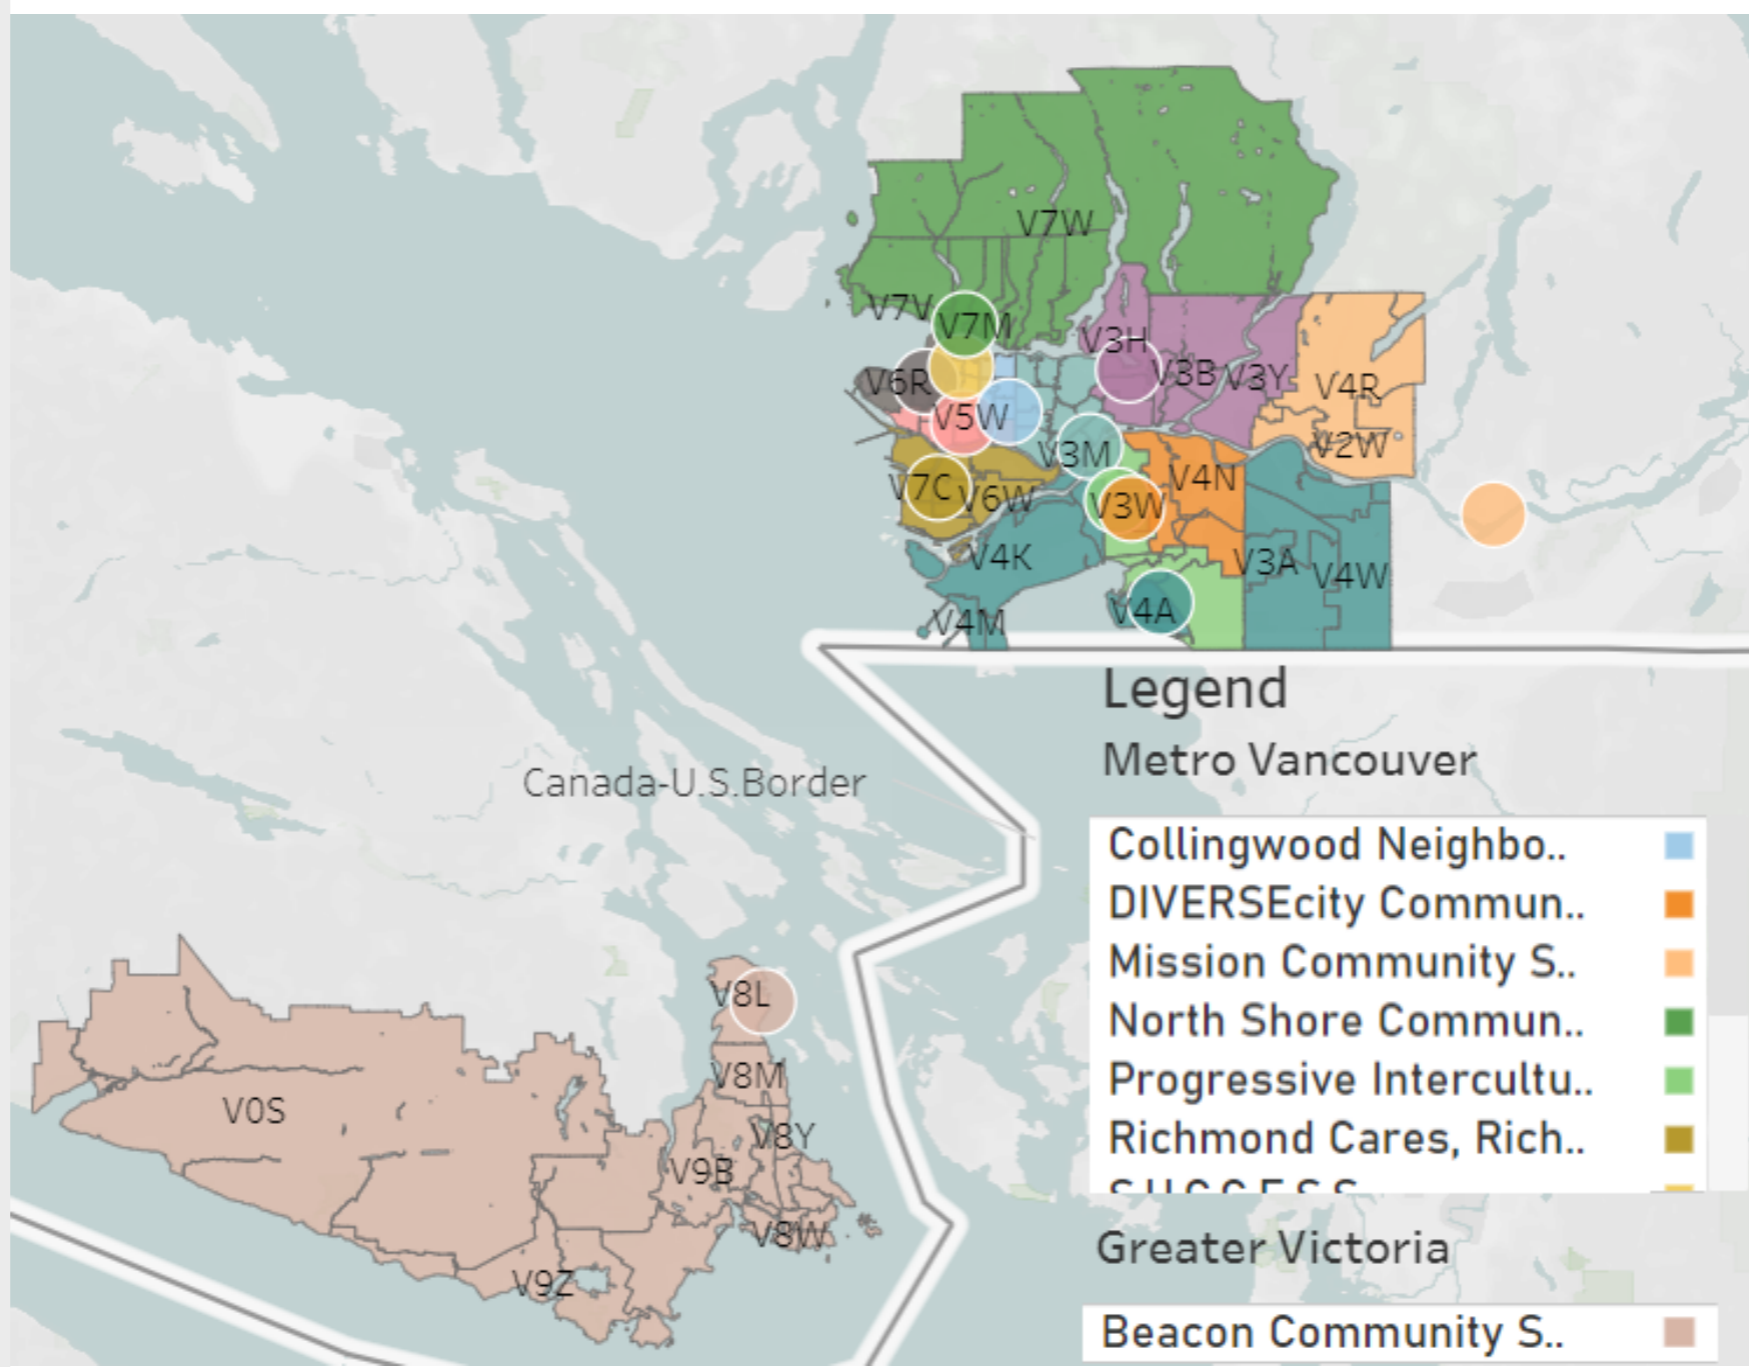 V7W
V7V
V7M
V3H
V6R
V3B
V3Y
V4R
V5W
V2W
V3M
V7C
V6W
V4N
V3W
V4K
V3A
V4W
V4A
V4M
Legend
Metro Vancouver
Canada-U.S.Border
Collingwood Neighbo..
DIVERSEcity Commun..
Mission Community S..
North Shore Commun..
Progressive Intercultu..
Richmond Cares, Rich..
V8L
V8M
V0S
V8Y
V9B
V8W
V9Z
Greater Victoria
Beacon Community S..